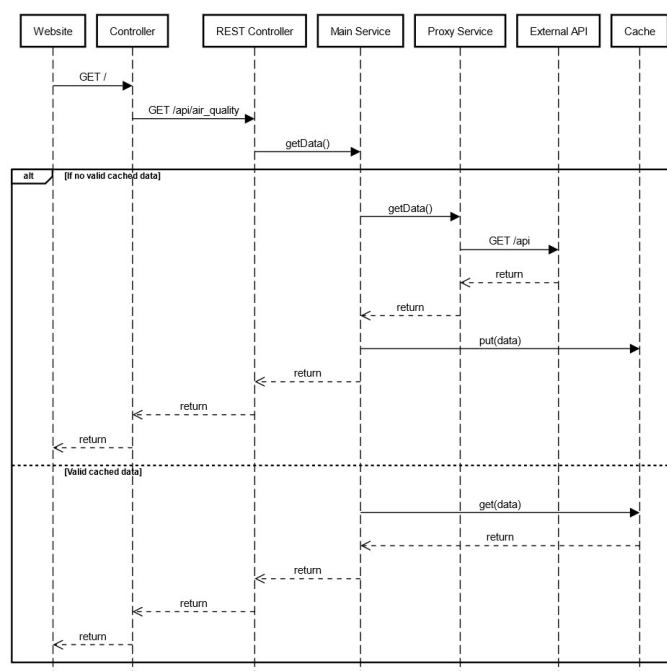 Website
Controller
REST Controller
Main Service
Proxy Service
External API
Cache
GET /
GET /api/air_quality
getData()
alt
[If no valid cached data]
getData()
GET /api
return
return
put(data)
return
return
return
[Valid cached data]
get(data)
return
return
return
return